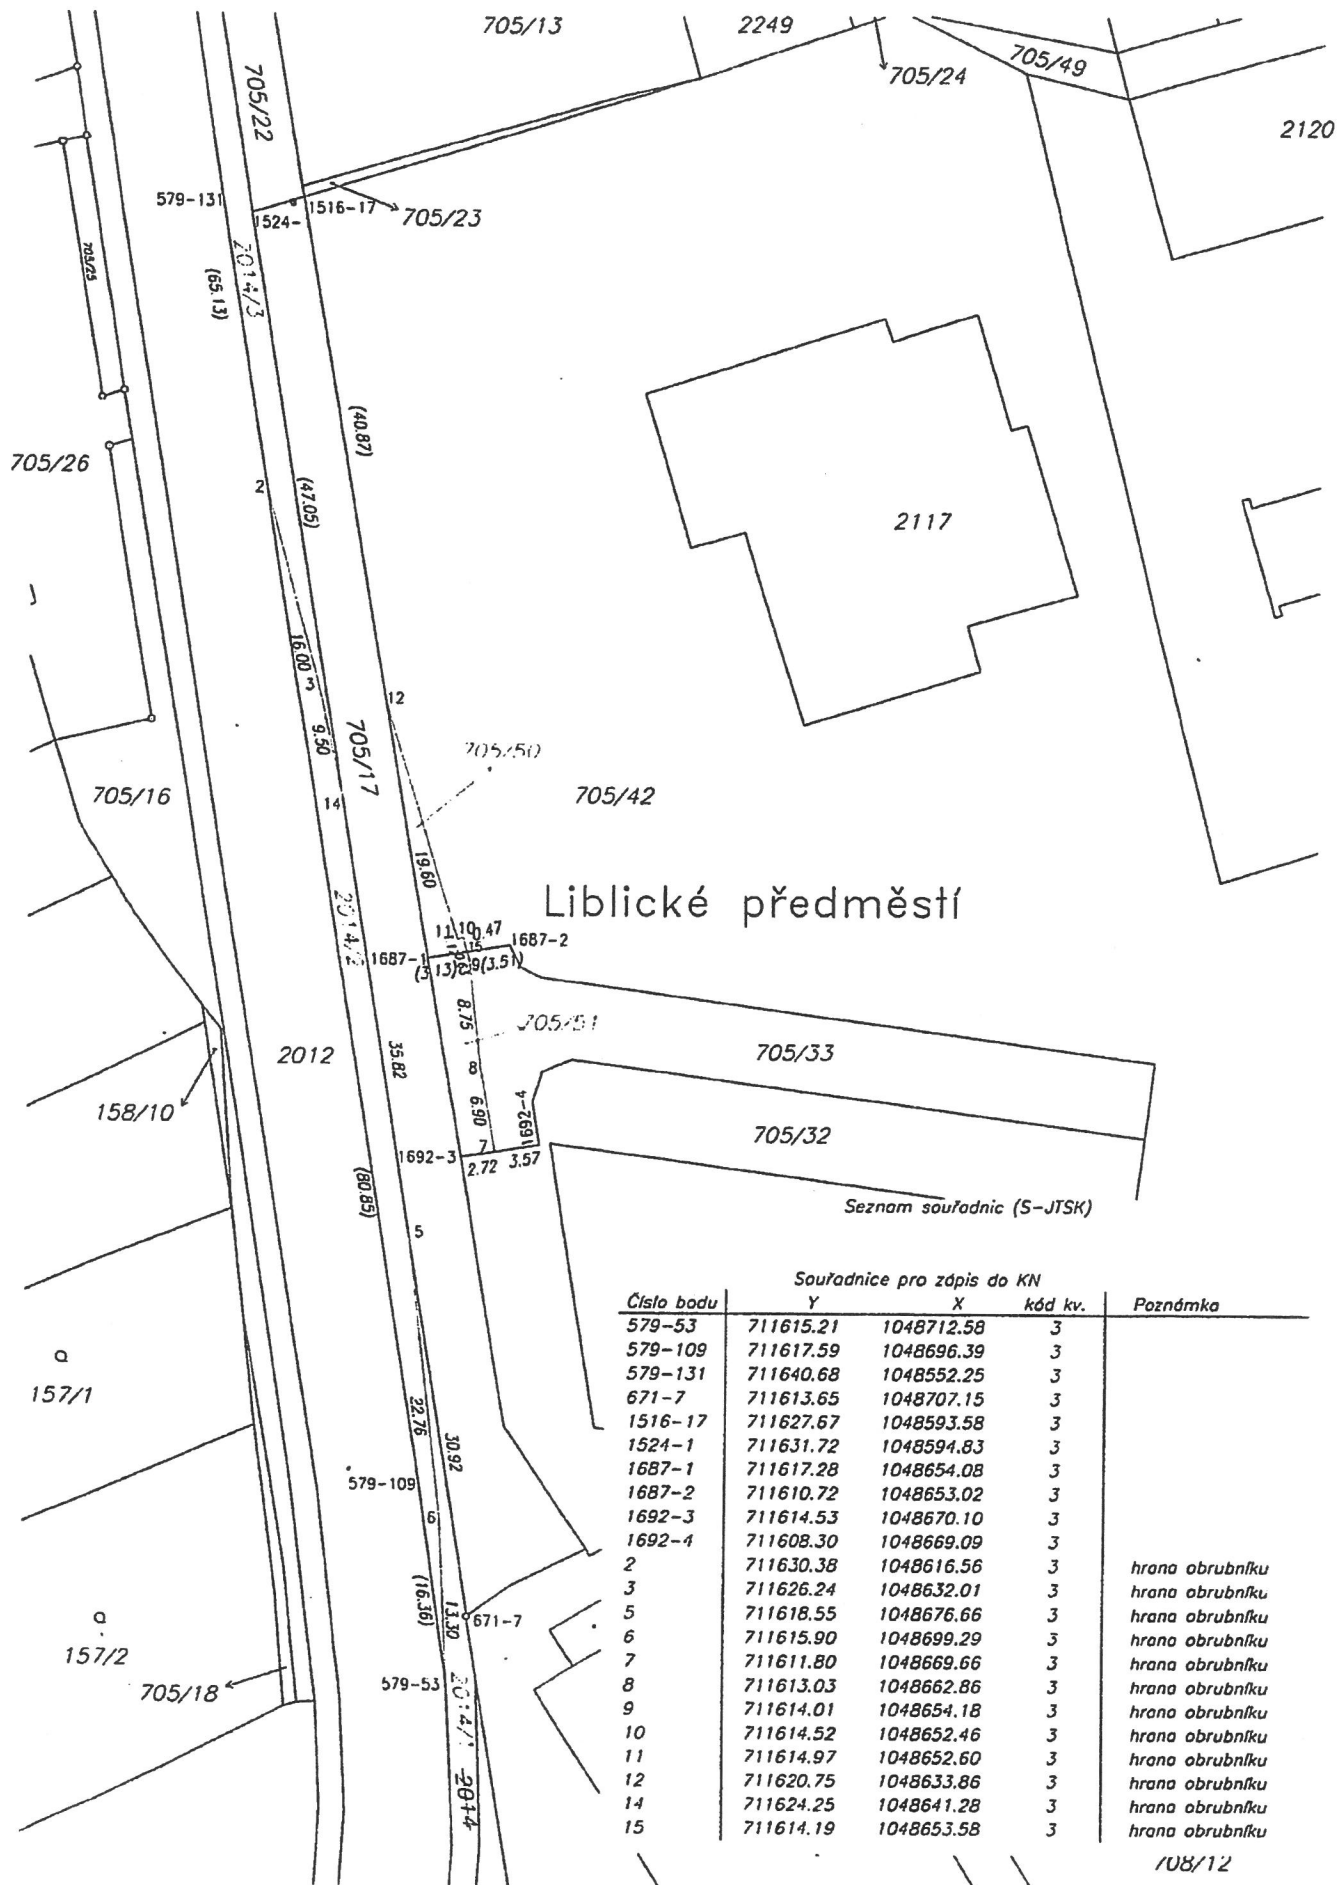 705/13
2249
705/24
705/49
2120
705/22
579-131
1524-
1516-17
705/23
705/25
2014/3
(65.13)
(40.87)
705/26
2
(47.05)
2117
16.00
3
12
9.50
705/17
705/50
705/16
14
705/42
19.60
Liblické předměstí
2014/2
11
10
0.47
1687-2
15
1687-1
(3.13)
0.63
9
(3.51)
8.75
705/51
2012
35.82
705/33
8
158/10
6.90
1692-4
705/32
1692-3
7
2.72
3.57
(80.85)
5
Seznam souřadnic (S-JTSK)
Souřadnice pro zápis do KN
Číslo bodu Y X kód kv. Poznámka
579-53 711615.21 1048712.58 3
579-109 711617.59 1048696.39 3
579-131 711640.68 1048552.25 3
671-7 711613.65 1048707.15 3
1516-17 711627.67 1048593.58 3
1524-1 711631.72 1048594.83 3
1687-1 711617.28 1048654.08 3
1687-2 711610.72 1048653.02 3
1692-3 711614.53 1048670.10 3
1692-4 711608.30 1048669.09 3
2 711630.38 1048616.56 3 hrana obrubníku
3 711626.24 1048632.01 3 hrana obrubníku
5 711618.55 1048676.66 3 hrana obrubníku
6 711615.90 1048699.29 3 hrana obrubníku
7 711611.80 1048669.66 3 hrana obrubníku
8 711613.03 1048662.86 3 hrana obrubníku
9 711614.01 1048654.18 3 hrana obrubníku
10 711614.52 1048652.46 3 hrana obrubníku
11 711614.97 1048652.60 3 hrana obrubníku
12 711620.75 1048633.86 3 hrana obrubníku
14 711624.25 1048641.28 3 hrana obrubníku
15 711614.19 1048653.58 3 hrana obrubníku
157/1
22.76
30.92
579-109
6
(16.36)
13.30
671-7
157/2
705/18
579-53
2014/1
2014
708/12